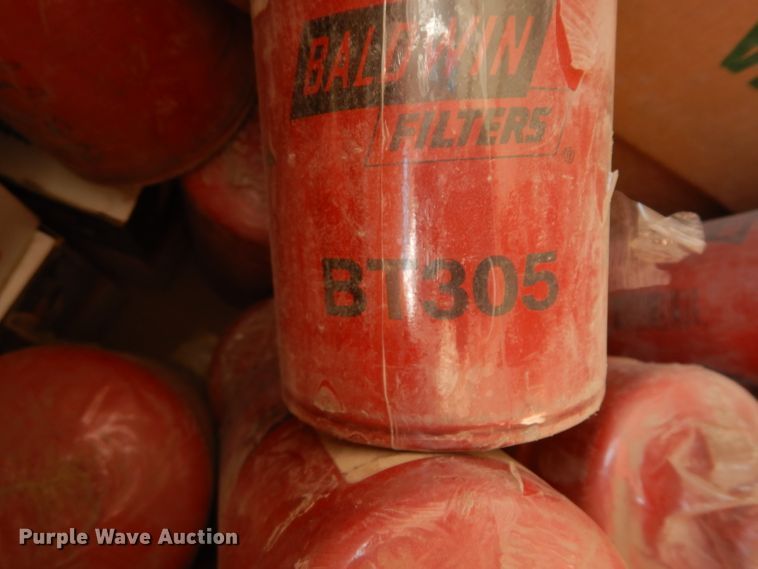 BALDWIN
FILTERS
®
BT305
Purple Wave Auction